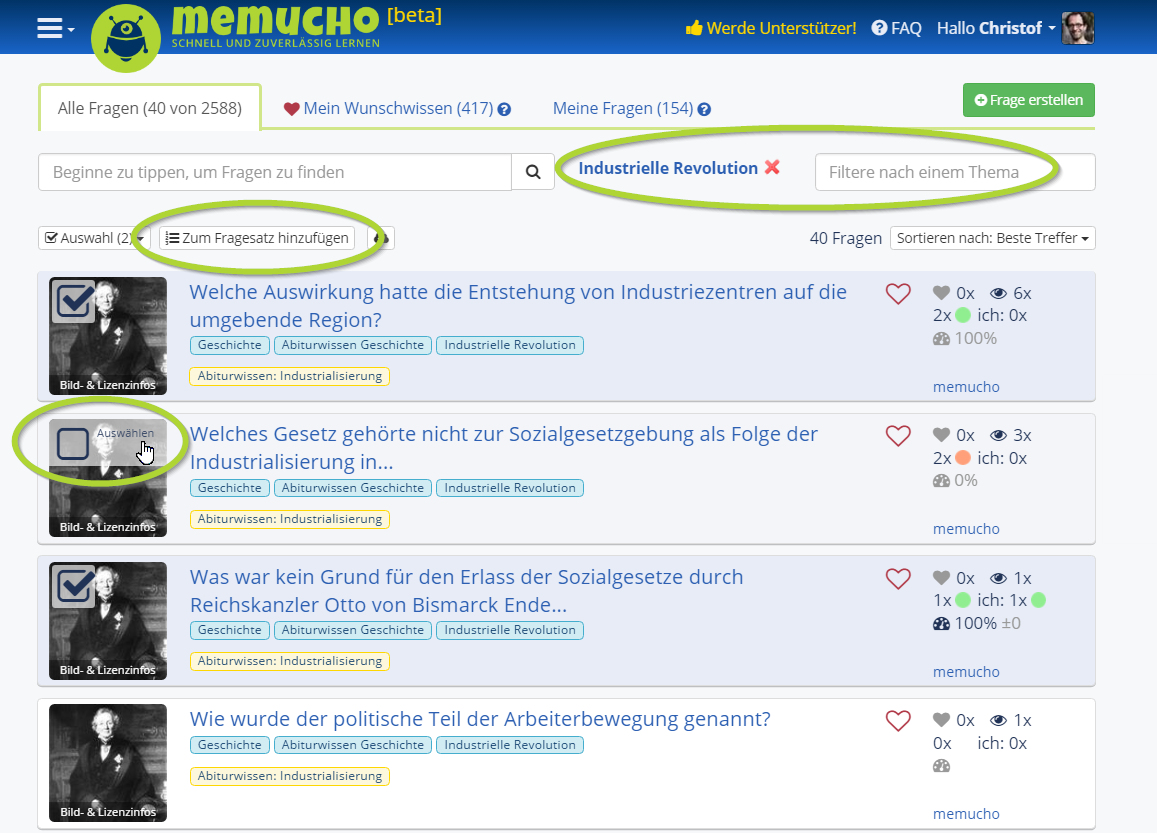 memucho [beta]
SCHNELL UND ZUVERLÄSSIG LERNEN
Werde Unterstützer! FAQ Hallo Christof
Alle Fragen (40 von 2588) Mein Wunschwissen (417) Meine Fragen (154) Frage erstellen
Beginne zu tippen, um Fragen zu finden Industrielle Revolution Filtere nach einem Thema
Auswahl (2) Zum Fragesatz hinzufügen 40 Fragen Sortieren nach: Beste Treffer
Welche Auswirkung hatte die Entstehung von Industriezentren auf die
umgebende Region?
Geschichte Abiturwissen Geschichte Industrielle Revolution
Abiturwissen: Industrialisierung
Bild- & Lizenzinfos
0x 6x
2x ich: 0x
100%
memucho
Auswählen
Welches Gesetz gehörte nicht zur Sozialgesetzgebung als Folge der
Industrialisierung in...
Geschichte Abiturwissen Geschichte Industrielle Revolution
Abiturwissen: Industrialisierung
Bild- & Lizenzinfos
0x 3x
2x ich: 0x
0%
memucho
Was war kein Grund für den Erlass der Sozialgesetze durch
Reichskanzler Otto von Bismarck Ende...
Geschichte Abiturwissen Geschichte Industrielle Revolution
Abiturwissen: Industrialisierung
Bild- & Lizenzinfos
0x 1x
1x ich: 1x
100% ±0
memucho
Wie wurde der politische Teil der Arbeiterbewegung genannt?
Geschichte Abiturwissen Geschichte Industrielle Revolution
Abiturwissen: Industrialisierung
Bild- & Lizenzinfos
0x 1x
0x ich: 0x
memucho